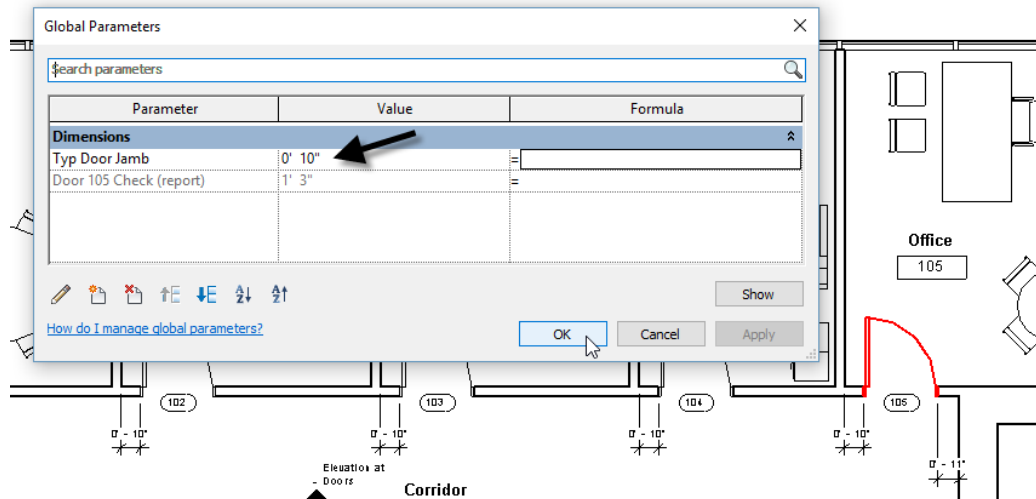 Global Parameters
Search parameters
Parameter Value Formula
Dimensions
Typ Door Jamb 0' 10" =
Door 105 Check (report) 1' 3" =
Show
How do I manage global parameters?
OK Cancel Apply
Office
105
102 103 104 105
0' - 10" 0' - 10" 0' - 10" 0' - 10"
0' - 11"
Elevation at
Doors
Corridor